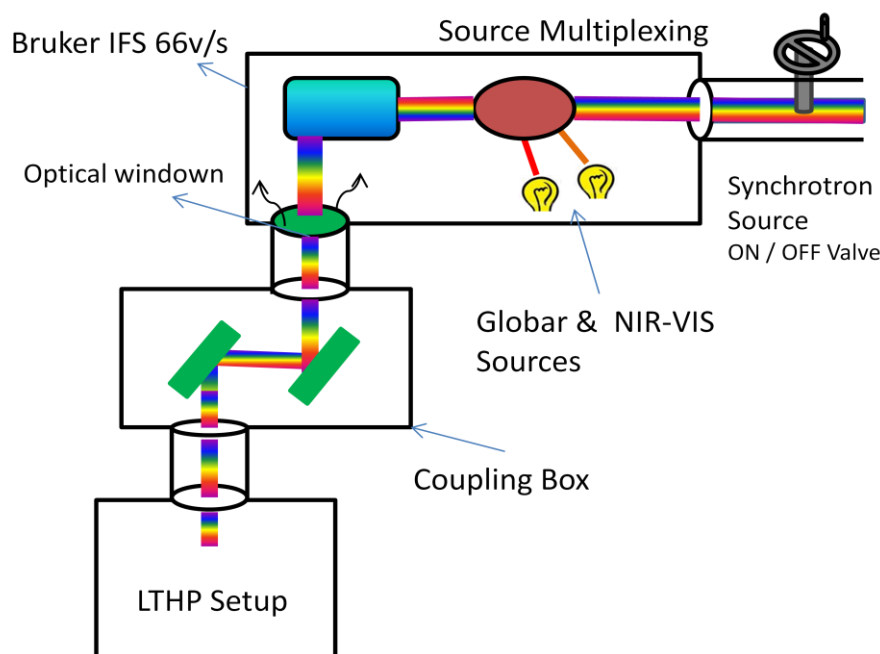 Bruker IFS 66v/s
Source Multiplexing
Optical windown
Synchrotron
Source
ON / OFF Valve
Globar & NIR-VIS
Sources
Coupling Box
LTHP Setup